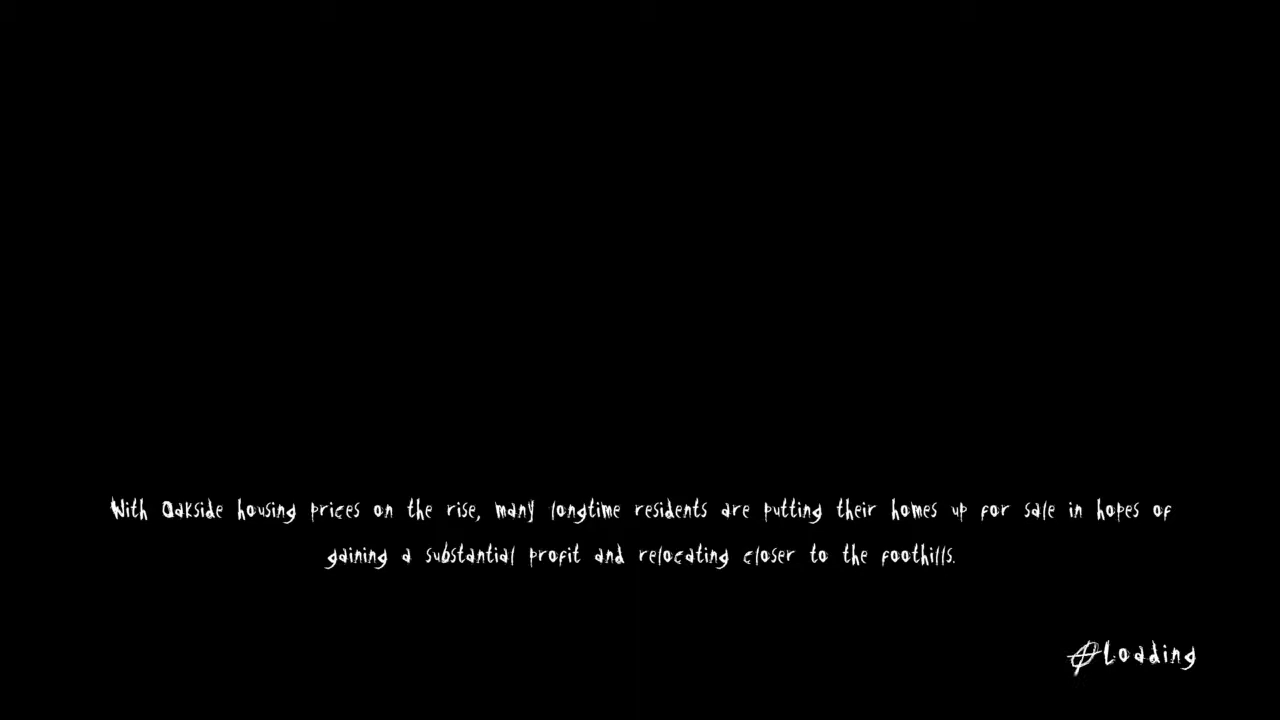 With Oakside housing prices on the rise, many longtime residents are putting their homes up for sale in hopes of
gaining a substantial profit and relocating closer to the foothills.
Loading